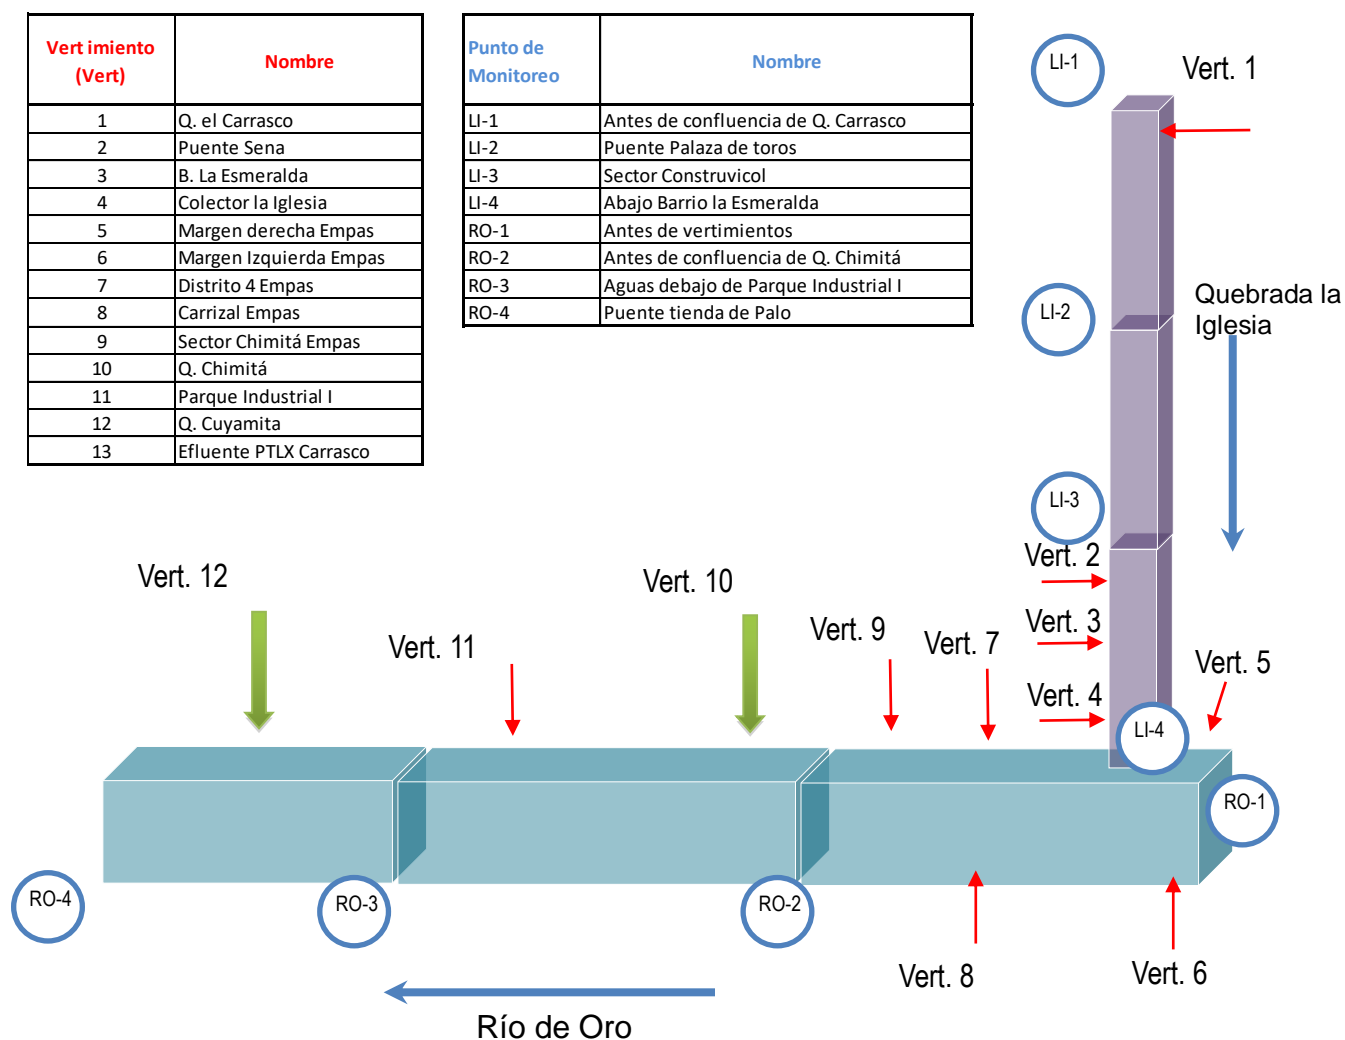 Vert imiento (Vert) Nombre
1 Q. el Carrasco
2 Puente Sena
3 B. La Esmeralda
4 Colector la Iglesia
5 Margen derecha Empas
6 Margen Izquierda Empas
7 Distrito 4 Empas
8 Carrizal Empas
9 Sector Chimitá Empas
10 Q. Chimitá
11 Parque Industrial I
12 Q. Cuyamita
13 Efluente PTLX Carrasco
Punto de Monitoreo Nombre
LI-1 Antes de confluencia de Q. Carrasco
LI-2 Puente Palaza de toros
LI-3 Sector Construvicol
LI-4 Abajo Barrio la Esmeralda
RO-1 Antes de vertimientos
RO-2 Antes de confluencia de Q. Chimitá
RO-3 Aguas debajo de Parque Industrial I
RO-4 Puente tienda de Palo
LI-1
Vert. 1
LI-2
Quebrada la
Iglesia
LI-3
Vert. 2
Vert. 12
Vert. 10
Vert. 3
Vert. 9
Vert. 7
Vert. 11
Vert. 5
Vert. 4
LI-4
RO-1
RO-4
RO-3
RO-2
Vert. 8
Vert. 6
Río de Oro